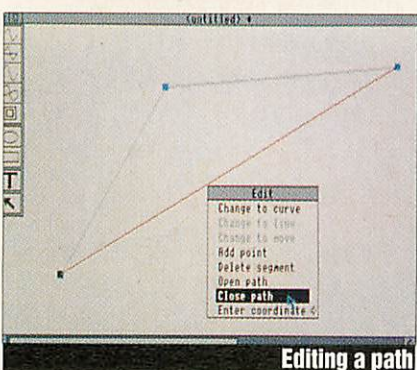 (untitled) 4
T
Edit
Change to curve
Change to line
Change to move
Add point
Delete segment
Open path
Close path
Enter coordinate
Editing a path